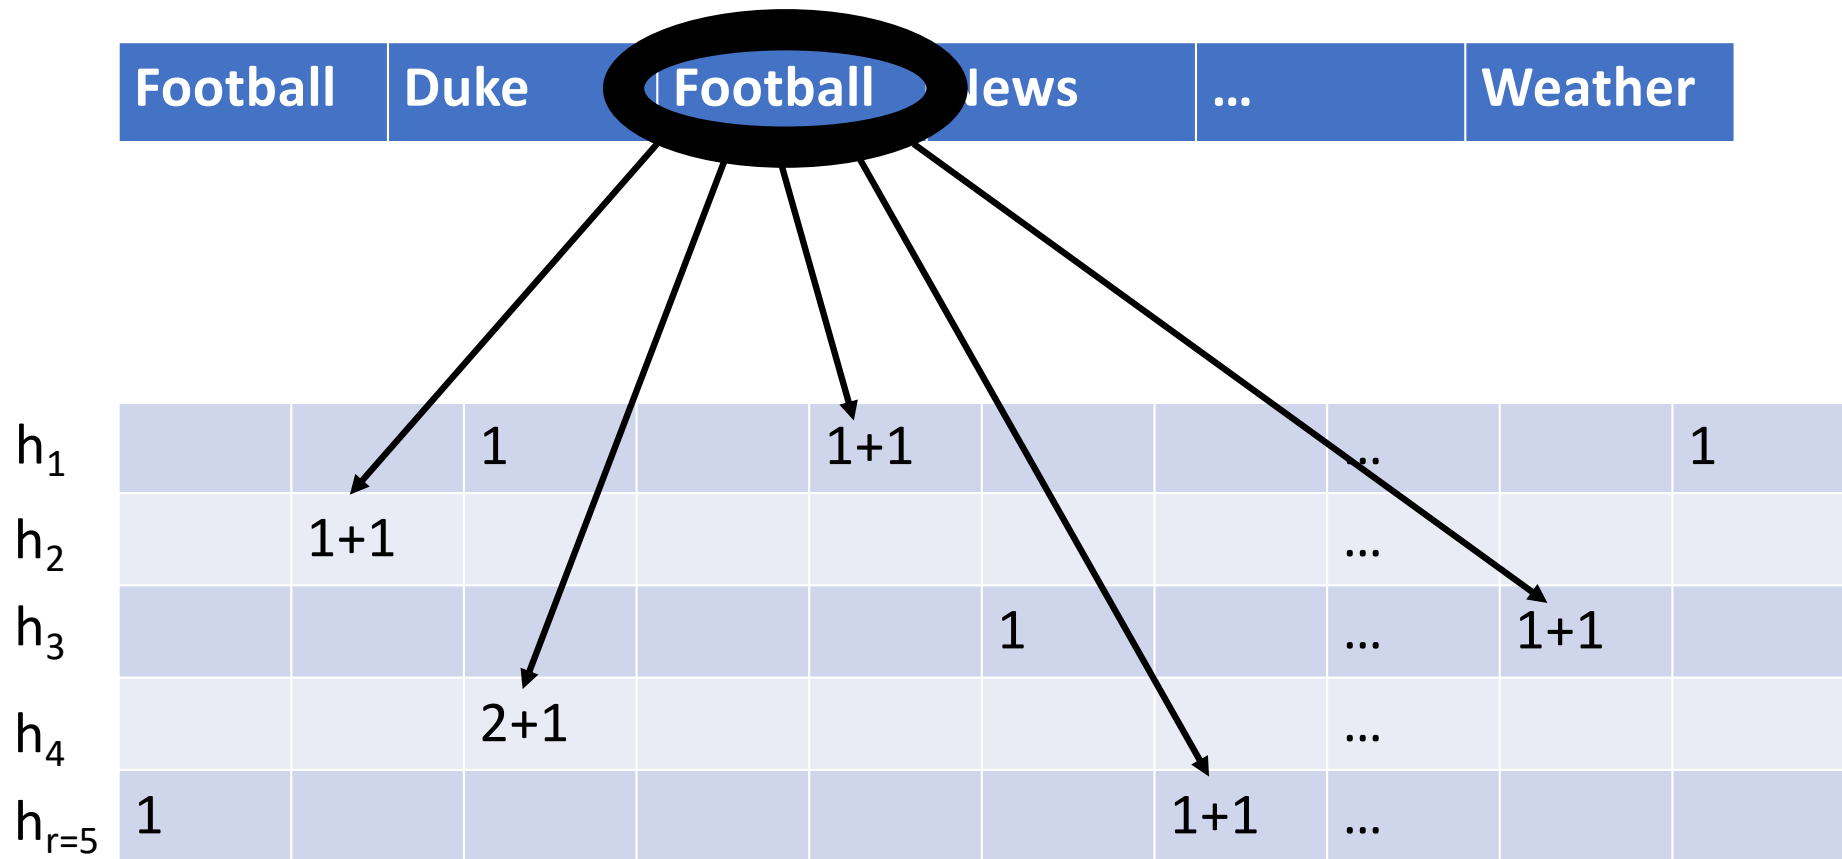 Football Duke Football News ... Weather
h1 1 1+1 ... 1
h2 1+1 ...
h3 1 ... 1+1
h4 2+1 ...
hr=5 1 1+1 ...